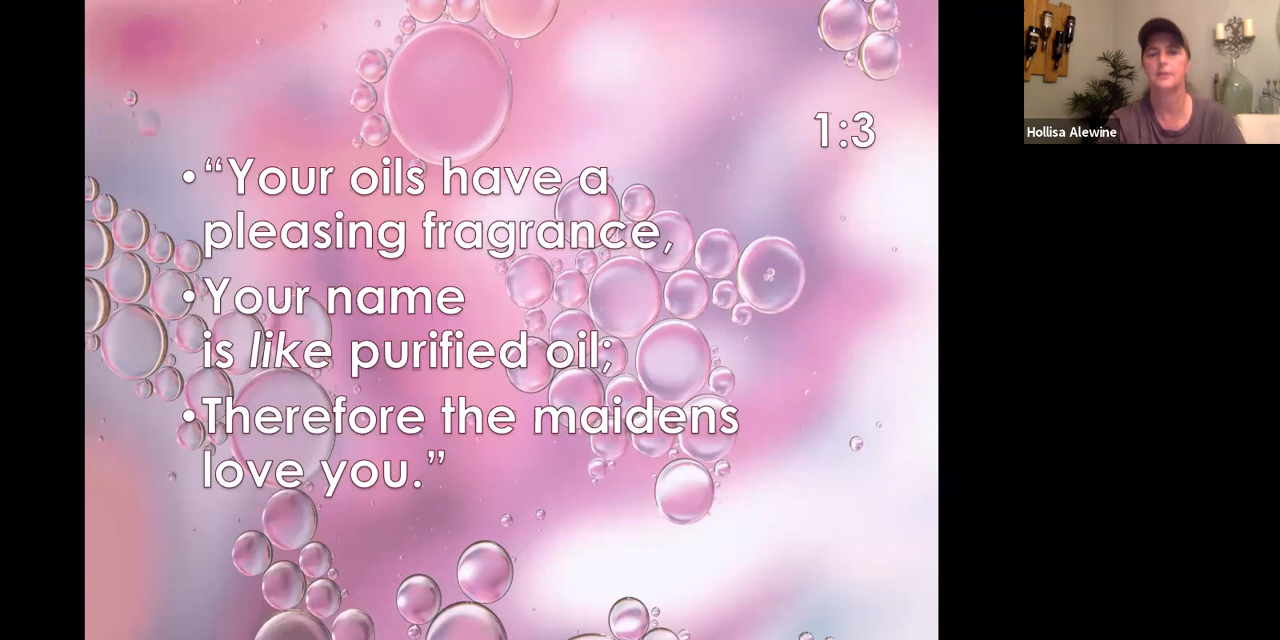 1:3
•“Your oils have a
pleasing fragrance,
•Your name
is like purified oil;
•Therefore the maidens
love you.”
Hollisa Alewine